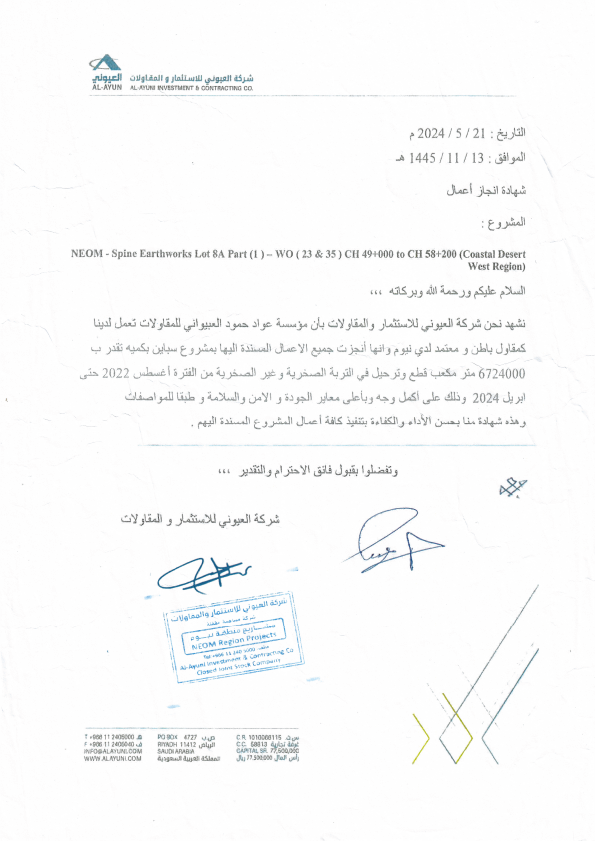 شركة العيوني للاستثمار و المقاولات
العيوني
AL-AYUNI INVESTMENT & CONTRACTING CO.
AL-AYUN
التاريخ : 21 / 5 / 2024 م
الموافق : 13 / 11 / 1445 هـ
شهادة انجاز أعمال
المشروع :
NEOM - Spine Earthworks Lot 8A Part (1 ) – WO ( 23 & 35 ) CH 49+000 to CH 58+200 (Coastal Desert
West Region)
السلام عليكم ورحمة الله وبركاته ،،،
نشهد نحن شركة العيوني للاستثمار والمقاولات بأن مؤسسة عواد حمود العبيواني للمقاولات تعمل لدينا
كمقاول باطن و معتمد لدي نيوم وانها أنجزت جميع الاعمال المسندة اليها بمشروع سباين بكميه تقدر ب
6724000 متر مكعب قطع وترحيل في التربة الصخرية و غير الصخرية من الفترة أغسطس 2022 حتى
ابريل 2024 وذلك على أكمل وجه وبأعلى معاير الجودة و الامن والسلامة و طبقا للمواصفات
وهذه شهادة منا بحسن الأداء والكفاءة بتنفيذ كافة أعمال المشروع المسندة اليهم .
وتفضلوا بقبول فائق الاحترام والتقدير ،،،
شركة العيوني للاستثمار و المقاولات
شركة العيوني للاستثمار والمقاولات
شركة مساهمة مقفلة
مشاريع منطقة نيوم
NEOM Region Projects
Al-Ayuni Investment & Contracting Co
Closed Joint Stock Company
T +966 11 2406000 هـ PO BOX 4727 ص.ب C.R. 1010066115 س.ت
F +966 11 2406040 ف RIYADH 11412 الرياض C.C. 58613 غرفة تجارية
INFO@ALAYUNI.COM SAUDI ARABIA CAPITAL SR. 77,500,000
WWW.ALAYUNI.COM المملكة العربية السعودية رأس المال 77,500,000 ريال